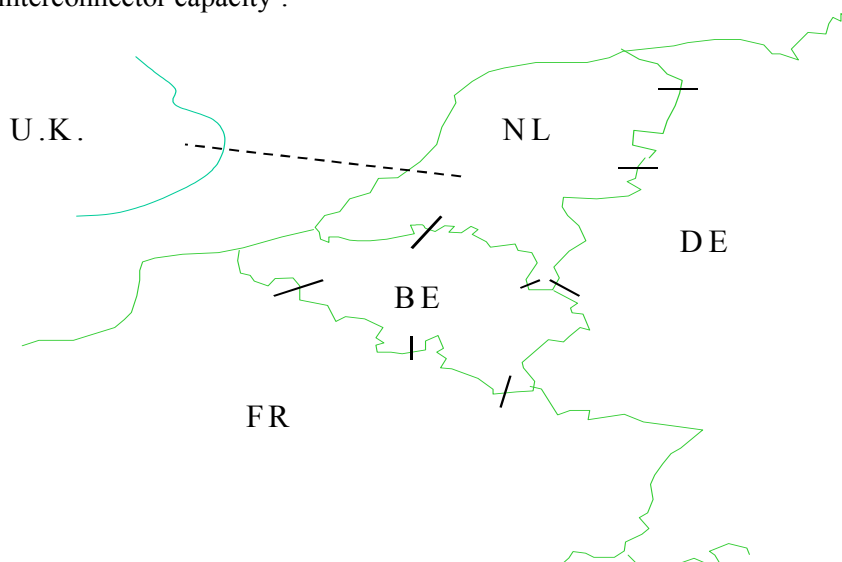 interconnector capacity .
U.K.
NL
DE
BE
FR